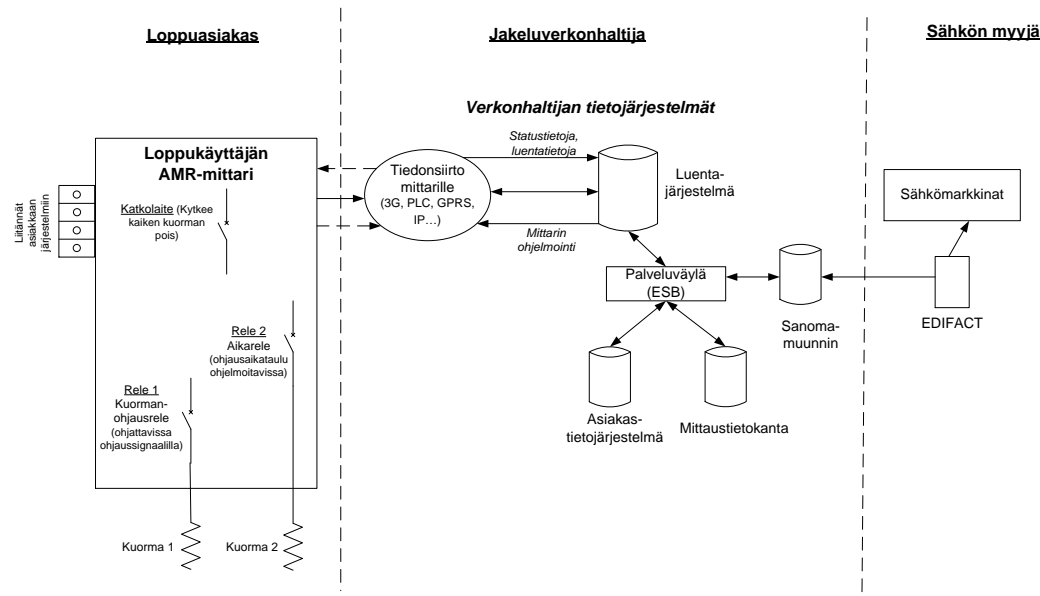 Loppuasiakas
Jakeluverkonhaltija
Sähkön myyjä
Verkonhaltijan tietojärjestelmät
Loppukäyttäjän
AMR-mittari
Katkolaite (Kytkee
kaiken kuorman
pois)
Liitännät
asiakkaan
järjestelmiin
Rele 2
Aikarele
(ohjausaikataulu
ohjelmoitavissa)
Rele 1
Kuorman-
ohjausrele
(ohjattavissa
ohjaussignaalilla)
Kuorma 1
Kuorma 2
Tiedonsiirto
mittarille
(3G, PLC, GPRS,
IP…)
Statustietoja,
luentatietoja
Mittarin
ohjelmointi
Luenta-
järjestelmä
Palveluväylä
(ESB)
Sanoma-
muunnin
Asiakas-
tietojärjestelmä
Mittaustietokanta
Sähkömarkkinat
EDIFACT